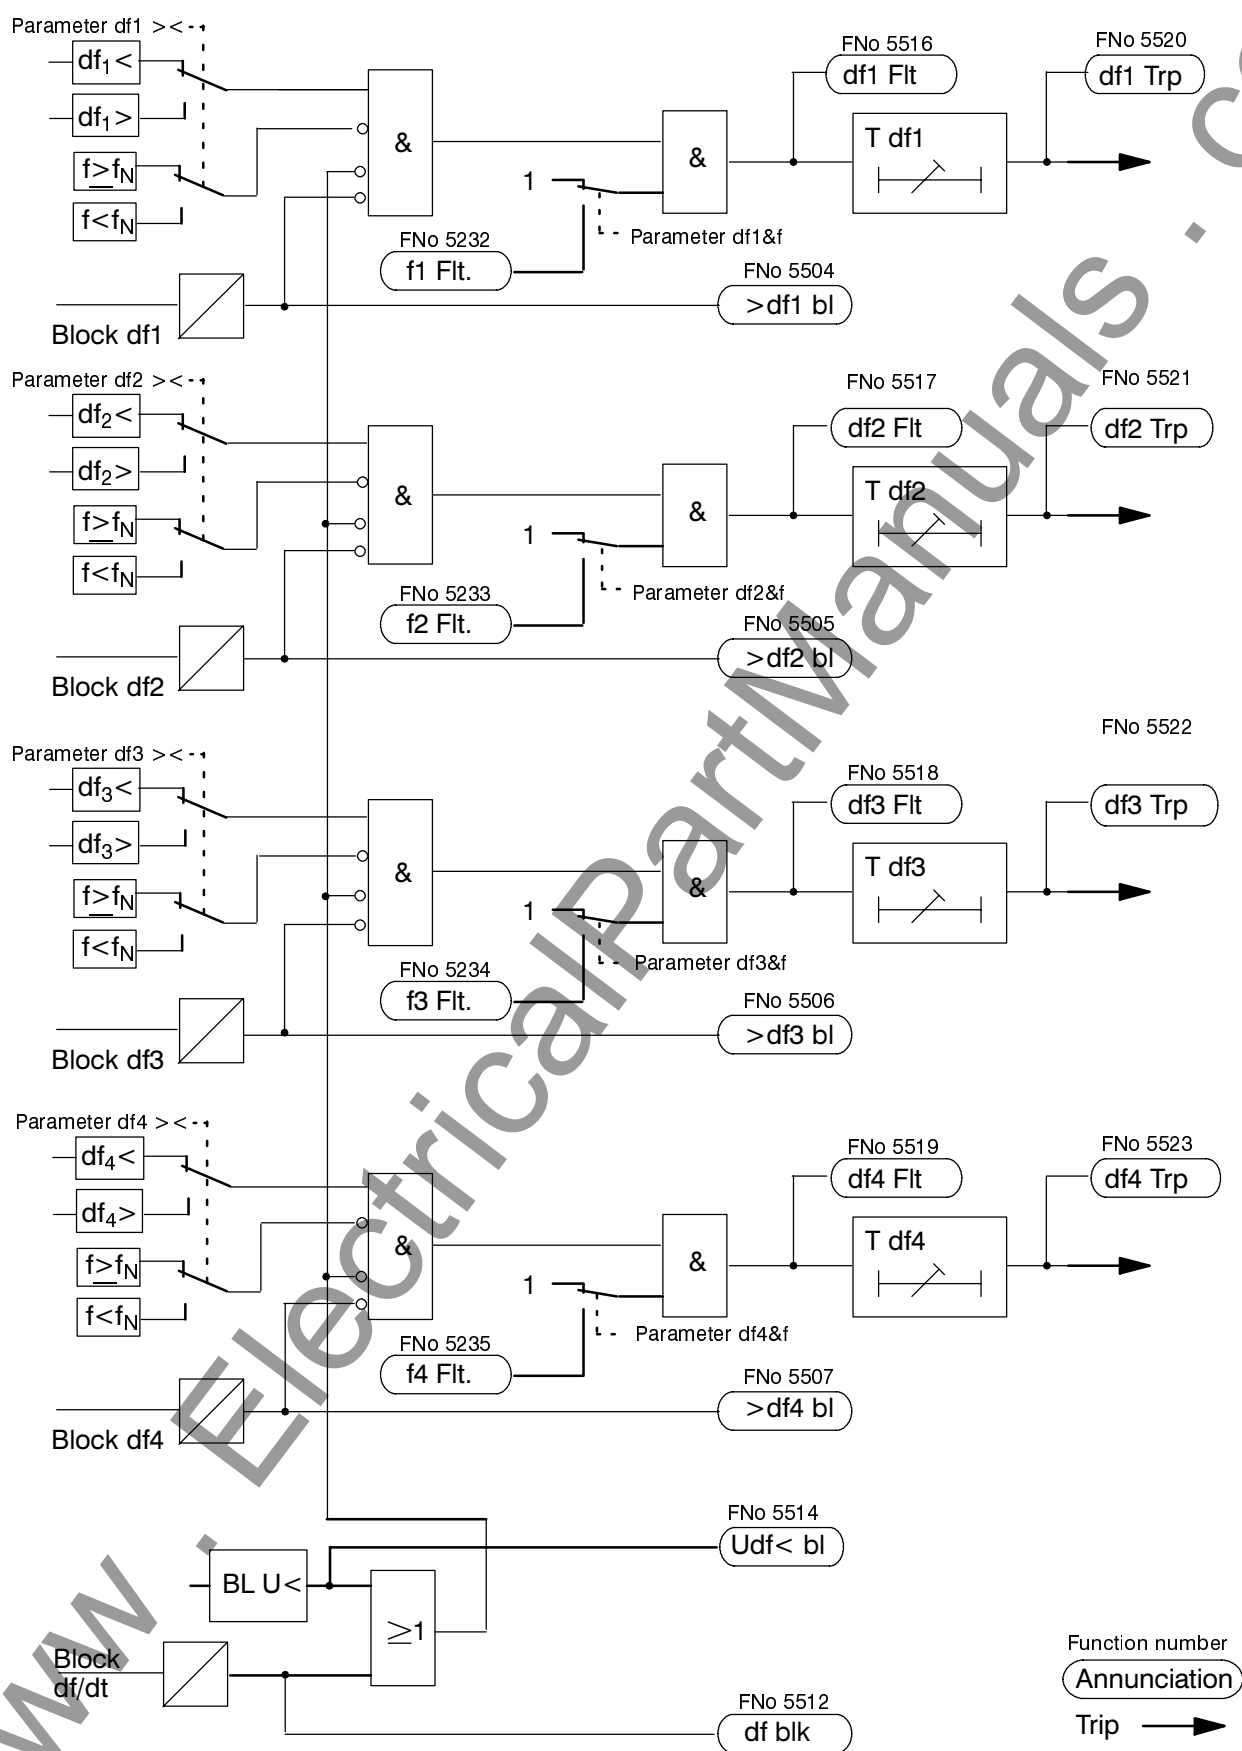 Parameter df1 ><
df1<
df1>
f≥fN
f<fN
Block df1
&
&
1
Parameter df1&f
FNo 5232
f1 Flt.
FNo 5504
>df1 bl
FNo 5516
df1 Flt
T df1
FNo 5520
df1 Trp
Parameter df2 ><
df2<
df2>
f≥fN
f<fN
Block df2
&
&
1
Parameter df2&f
FNo 5233
f2 Flt.
FNo 5505
>df2 bl
FNo 5517
df2 Flt
T df2
FNo 5521
df2 Trp
Parameter df3 ><
df3<
df3>
f≥fN
f<fN
Block df3
&
&
1
Parameter df3&f
FNo 5234
f3 Flt.
FNo 5506
>df3 bl
FNo 5518
df3 Flt
T df3
FNo 5522
df3 Trp
Parameter df4 ><
df4<
df4>
f≥fN
f<fN
Block df4
&
&
1
Parameter df4&f
FNo 5235
f4 Flt.
FNo 5507
>df4 bl
FNo 5519
df4 Flt
T df4
FNo 5523
df4 Trp
FNo 5514
Udf< bl
BL U<
≥1
Block
df/dt
FNo 5512
df blk
Function number
Annunciation
Trip
ww . ElectricalPartManuals . c